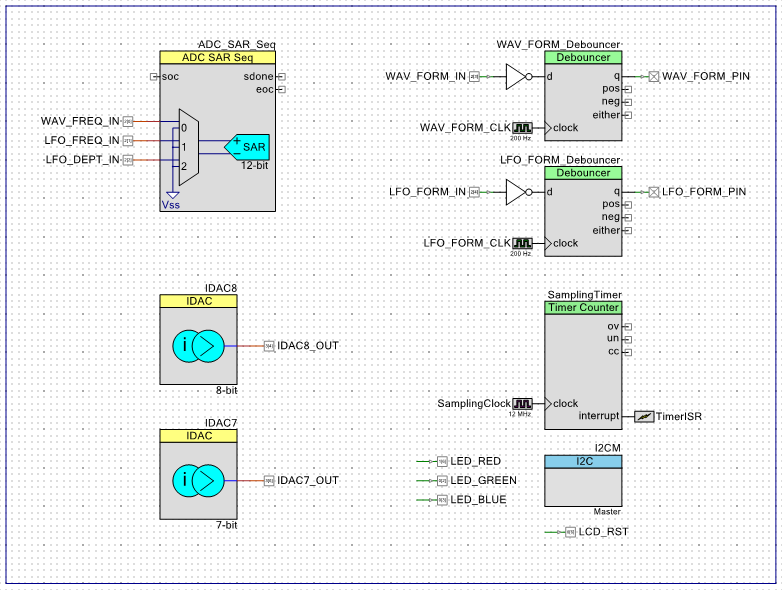 ADC_SAR_Seq
ADC SAR Seq
soc
sdone
eoc
WAV_FREQ_IN
LFO_FREQ_IN
LFO_DEPT_IN
0
1
2
+
−
SAR
12-bit
Vss
WAV_FORM_Debouncer
Debouncer
WAV_FORM_IN
d
q
WAV_FORM_PIN
pos
neg
either
WAV_FORM_CLK
200 Hz
clock
LFO_FORM_Debouncer
Debouncer
LFO_FORM_IN
d
q
LFO_FORM_PIN
pos
neg
either
LFO_FORM_CLK
200 Hz
clock
IDAC8
IDAC
i
IDAC8_OUT
8-bit
IDAC7
IDAC
i
IDAC7_OUT
7-bit
SamplingTimer
Timer Counter
ov
un
cc
SamplingClock
12 MHz
clock
interrupt
TimerISR
LED_RED
LED_GREEN
LED_BLUE
I2CM
I2C
Master
LCD_RST